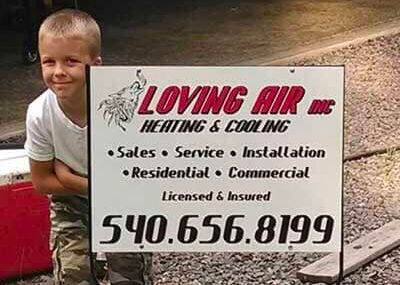 LOVING AIR INC
HEATING & COOLING
• Sales • Service • Installation
• Residential • Commercial
Licensed & Insured
540.656.8199